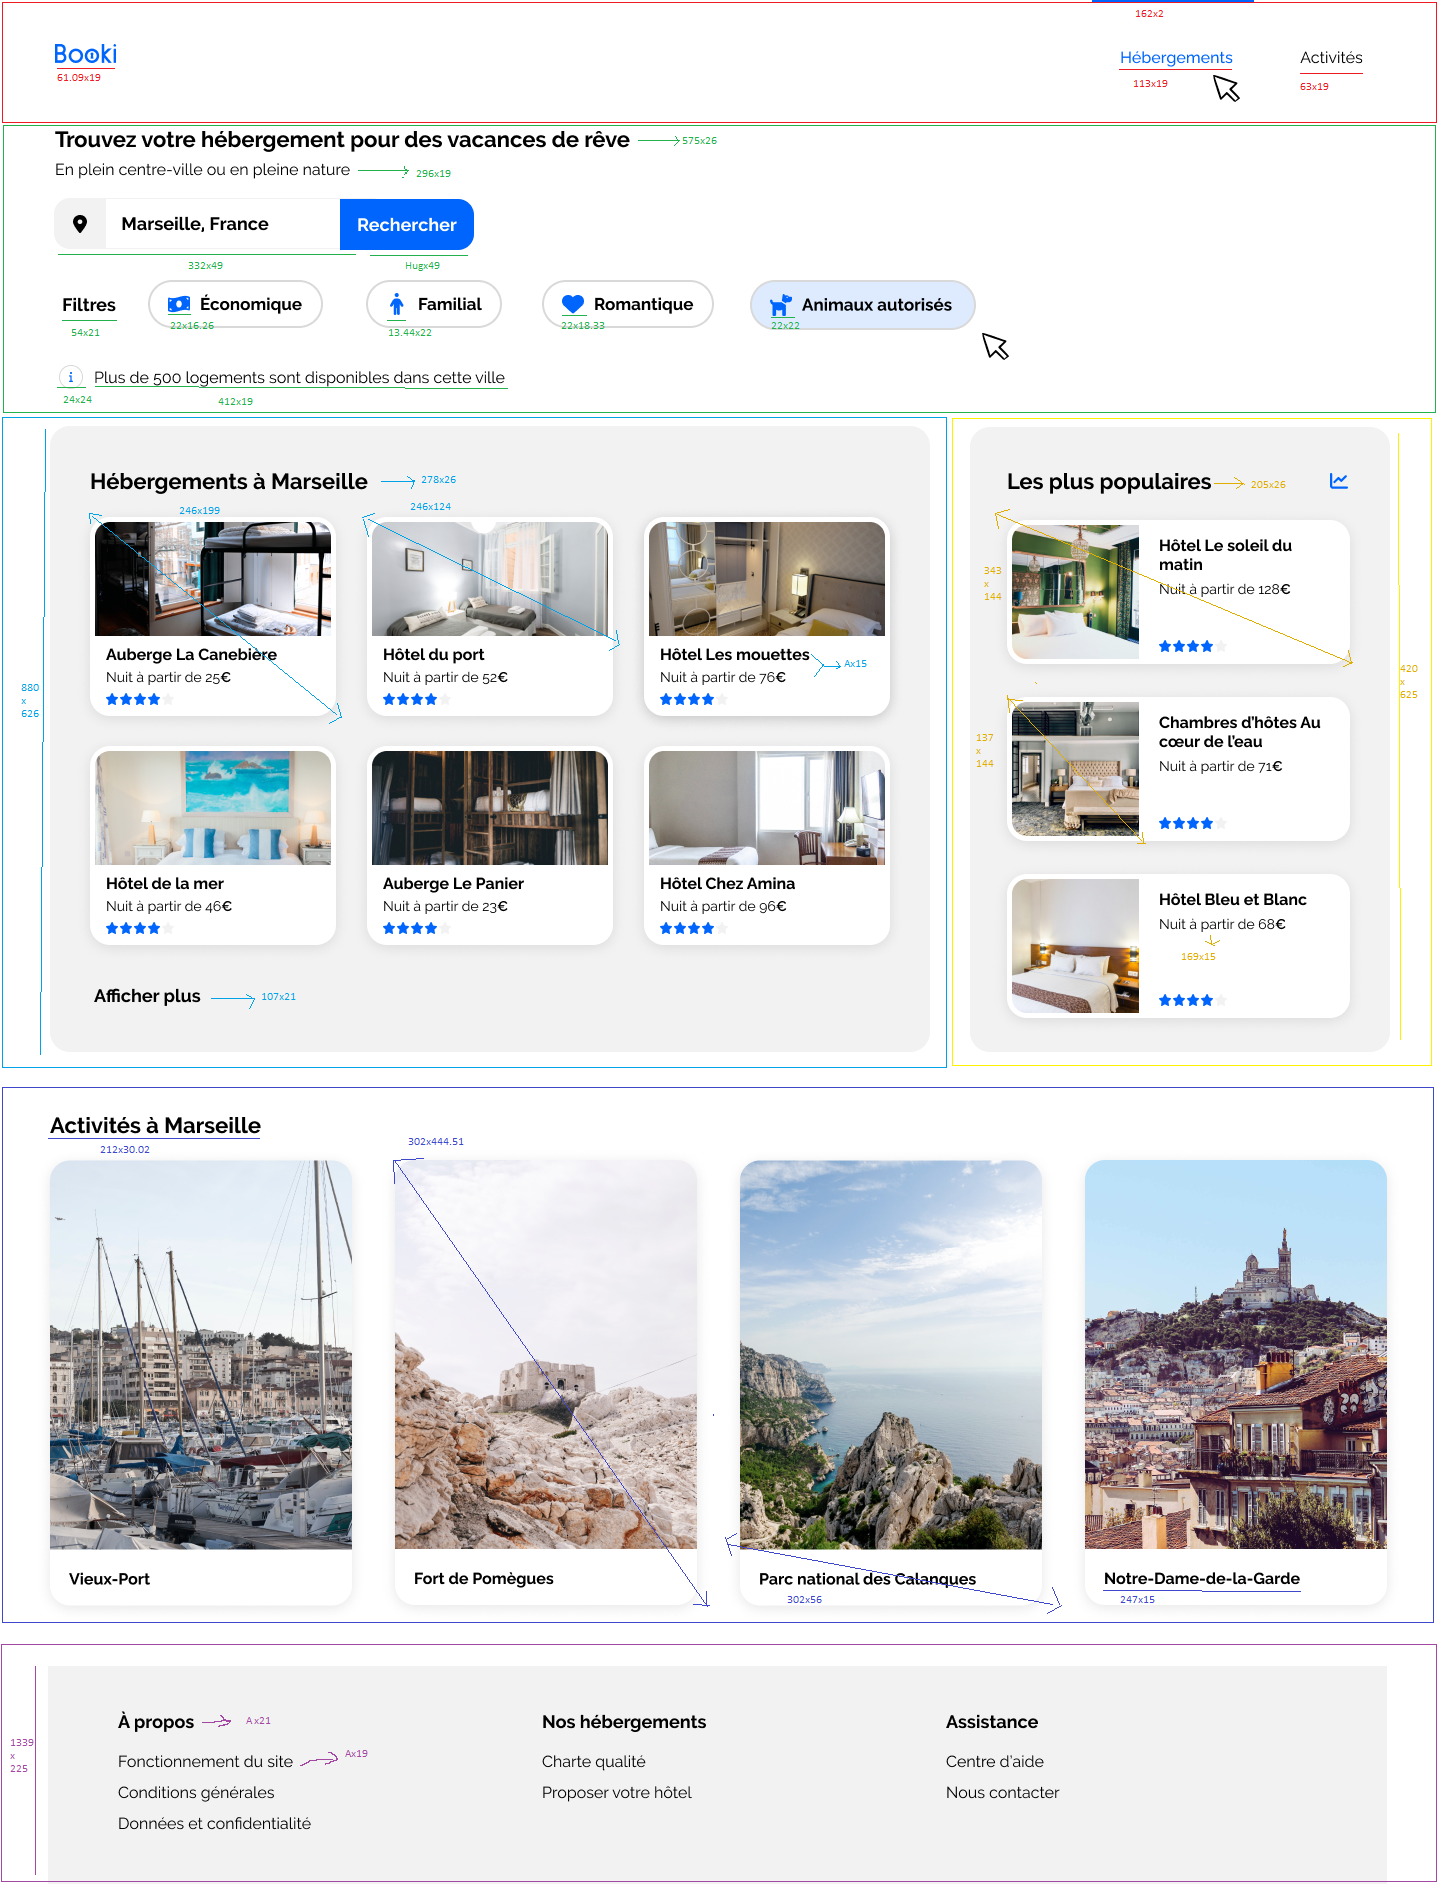 162x2
Booki
Hébergements
Activités
61.09x19
113x19
63x19
Trouvez votre hébergement pour des vacances de rêve
575x26
En plein centre-ville ou en pleine nature
296x19
Marseille, France
Rechercher
332x49
Hugx49
Filtres
Économique
Familial
Romantique
Animaux autorisés
54x21
22x16.26
13.44x22
22x18.33
22x22
Plus de 500 logements sont disponibles dans cette ville
24x24
412x19
Hébergements à Marseille
278x26
246x199
246x124
Auberge La Canebière
Nuit à partir de 25€
Hôtel du port
Nuit à partir de 52€
Hôtel Les mouettes
Ax15
Nuit à partir de 76€
880
x
626
Hôtel de la mer
Nuit à partir de 46€
Auberge Le Panier
Nuit à partir de 23€
Hôtel Chez Amina
Nuit à partir de 96€
Afficher plus
107x21
Les plus populaires
205x26
343
x
144
Hôtel Le soleil du
matin
Nuit à partir de 128€
420
x
625
137
x
144
Chambres d'hôtes Au
cœur de l'eau
Nuit à partir de 71€
Hôtel Bleu et Blanc
Nuit à partir de 68€
169x15
Activités à Marseille
212x30.02
302x444.51
Vieux-Port
Fort de Pomègues
Parc national des Calanques
302x56
Notre-Dame-de-la-Garde
247x15
1339
x
225
À propos
Ax21
Fonctionnement du site
Ax19
Conditions générales
Données et confidentialité
Nos hébergements
Charte qualité
Proposer votre hôtel
Assistance
Centre d'aide
Nous contacter